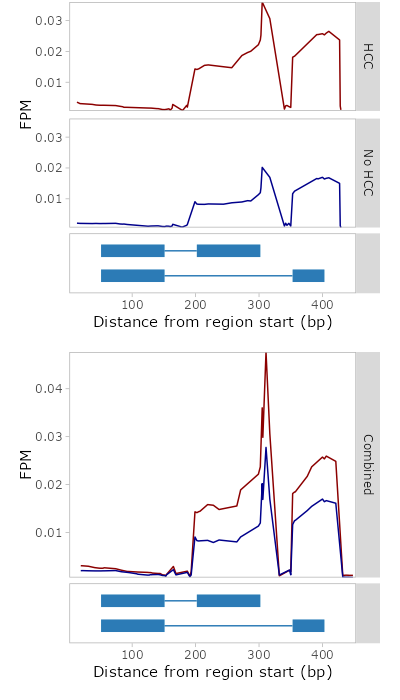 0.03
0.02
0.01
HCC
FPM
0.03
0.02
0.01
No HCC
100 200 300 400
Distance from region start (bp)
0.04
0.03
0.02
0.01
FPM
Combined
100 200 300 400
Distance from region start (bp)